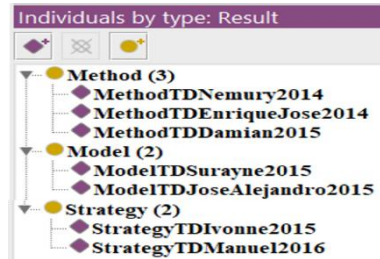 Individuals by type: Result
Method (3)
MethodTDNemury2014
MethodTDEnriqueJose2014
MethodTDDamian2015
Model (2)
ModelTDSurayne2015
ModelTDJoseAlejandro2015
Strategy (2)
StrategyTDIvonne2015
StrategyTDManuel2016